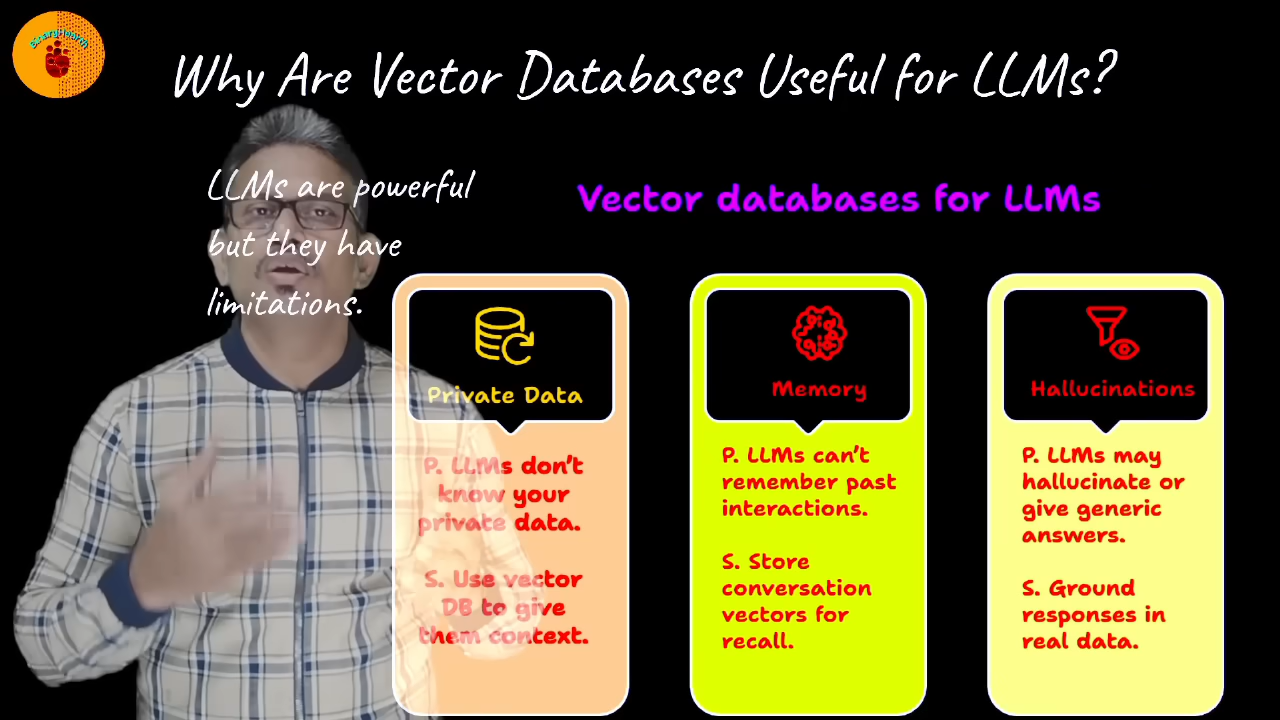 Why Are Vector Databases Useful for LLMs?
LLMs are powerful
but they have
limitations.
Vector databases for LLMs
Private Data
P. LLMs don't
know your
private data.
S. Use vector
DB to give
them context.
Memory
P. LLMs can't
remember past
interactions.
S. Store
conversation
vectors for
recall.
Hallucinations
P. LLMs may
hallucinate or
give generic
answers.
S. Ground
responses in
real data.